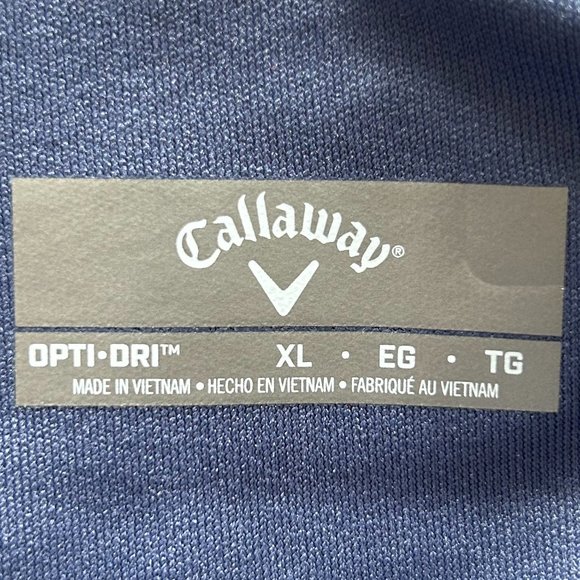 Callaway®
OPTI•DRI™ XL • EG • TG
MADE IN VIETNAM • HECHO EN VIETNAM • FABRIQUÉ AU VIETNAM